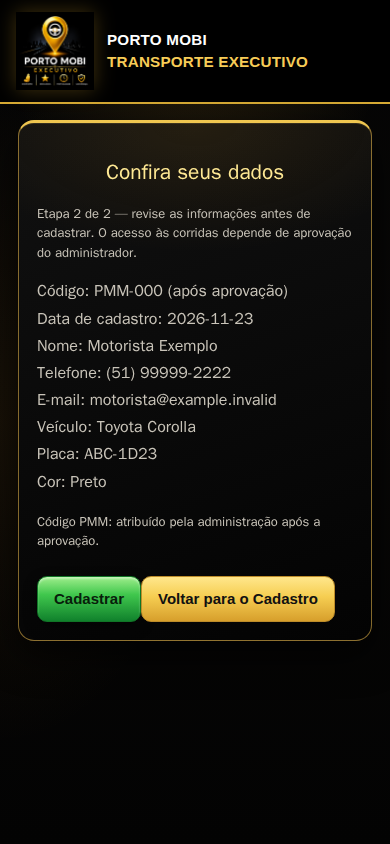 PORTO MOBI
EXECUTIVO
PORTO MOBI
TRANSPORTE EXECUTIVO
Confira seus dados
Etapa 2 de 2 — revise as informações antes de
cadastrar. O acesso às corridas depende de aprovação
do administrador.
Código: PMM-000 (após aprovação)
Data de cadastro: 2026-11-23
Nome: Motorista Exemplo
Telefone: (51) 99999-2222
E-mail: motorista@example.invalid
Veículo: Toyota Corolla
Placa: ABC-1D23
Cor: Preto
Código PMM: atribuído pela administração após a
aprovação.
Cadastrar
Voltar para o Cadastro